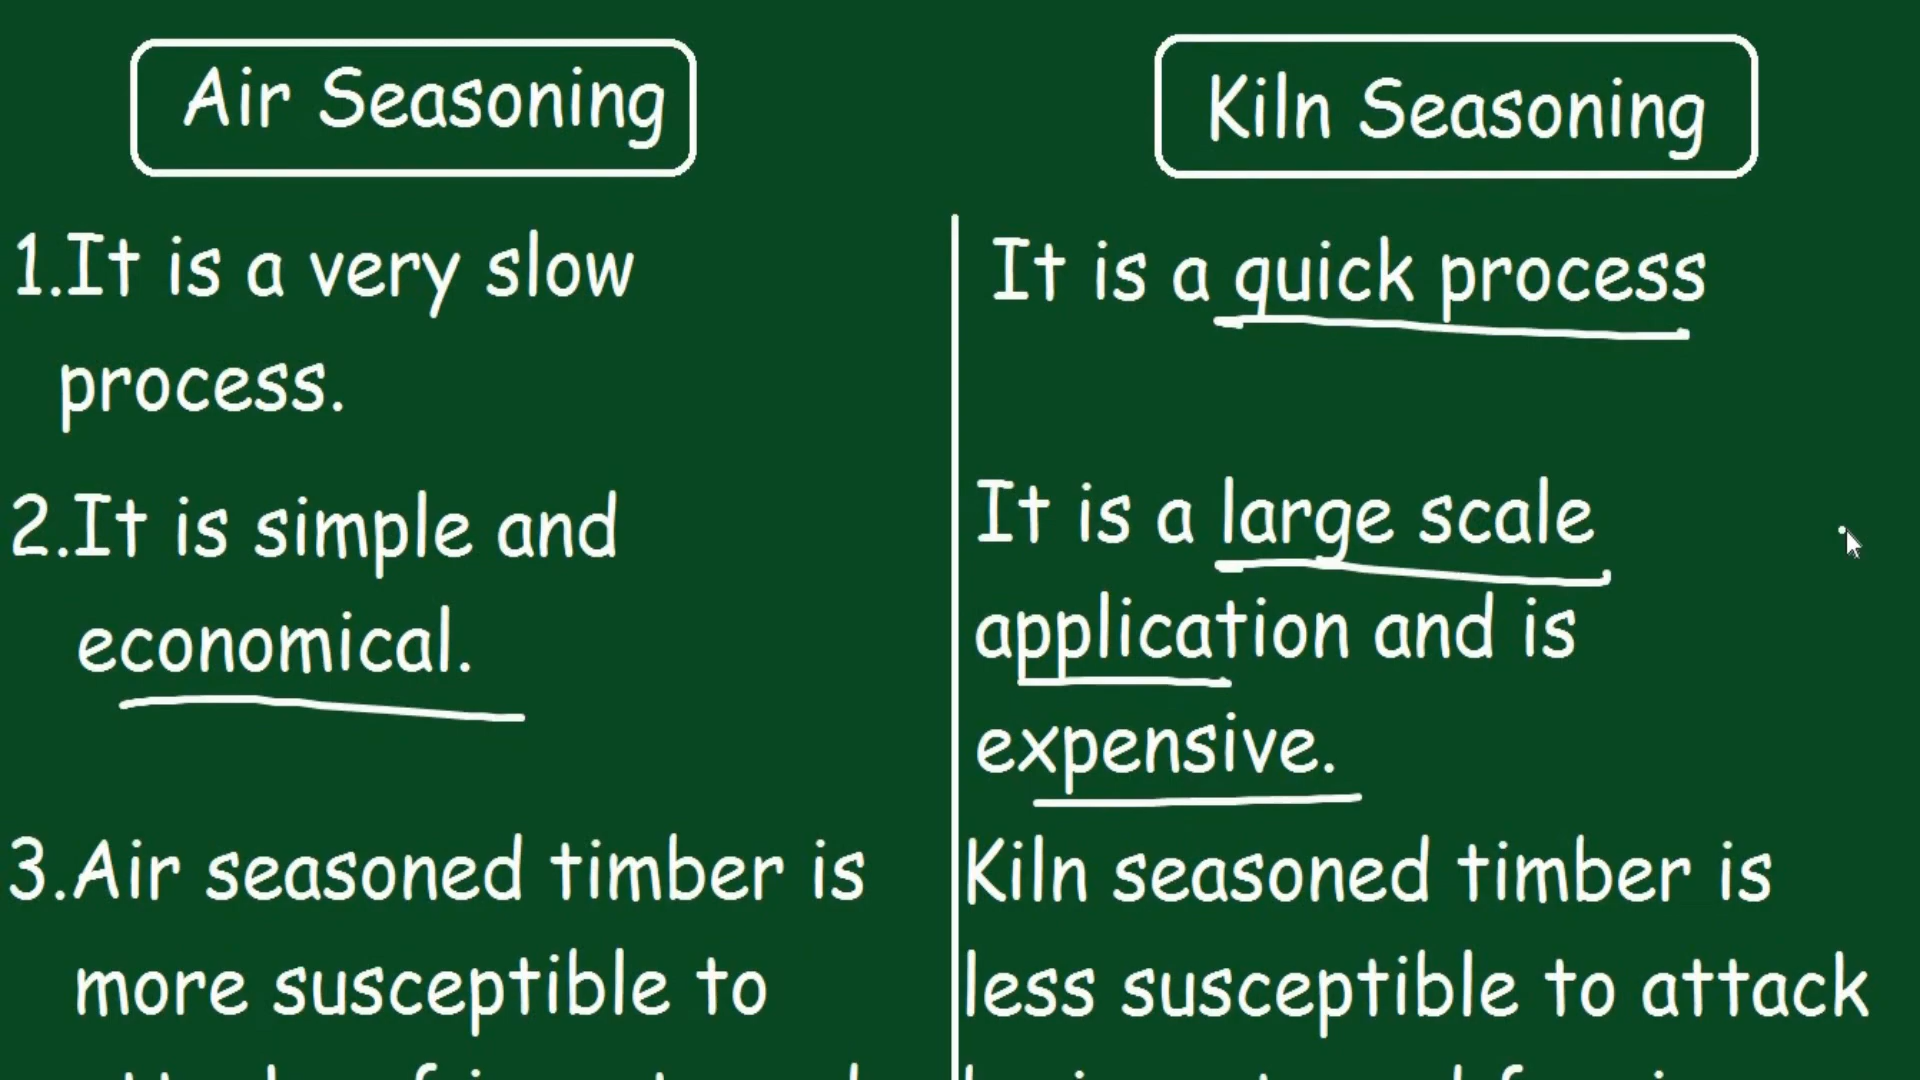 Air Seasoning
1.It is a very slow
process.
2.It is simple and
economical.
3.Air seasoned timber is
more susceptible to
Kiln Seasoning
It is a quick process
It is a large scale
application and is
expensive.
Kiln seasoned timber is
less susceptible to attack